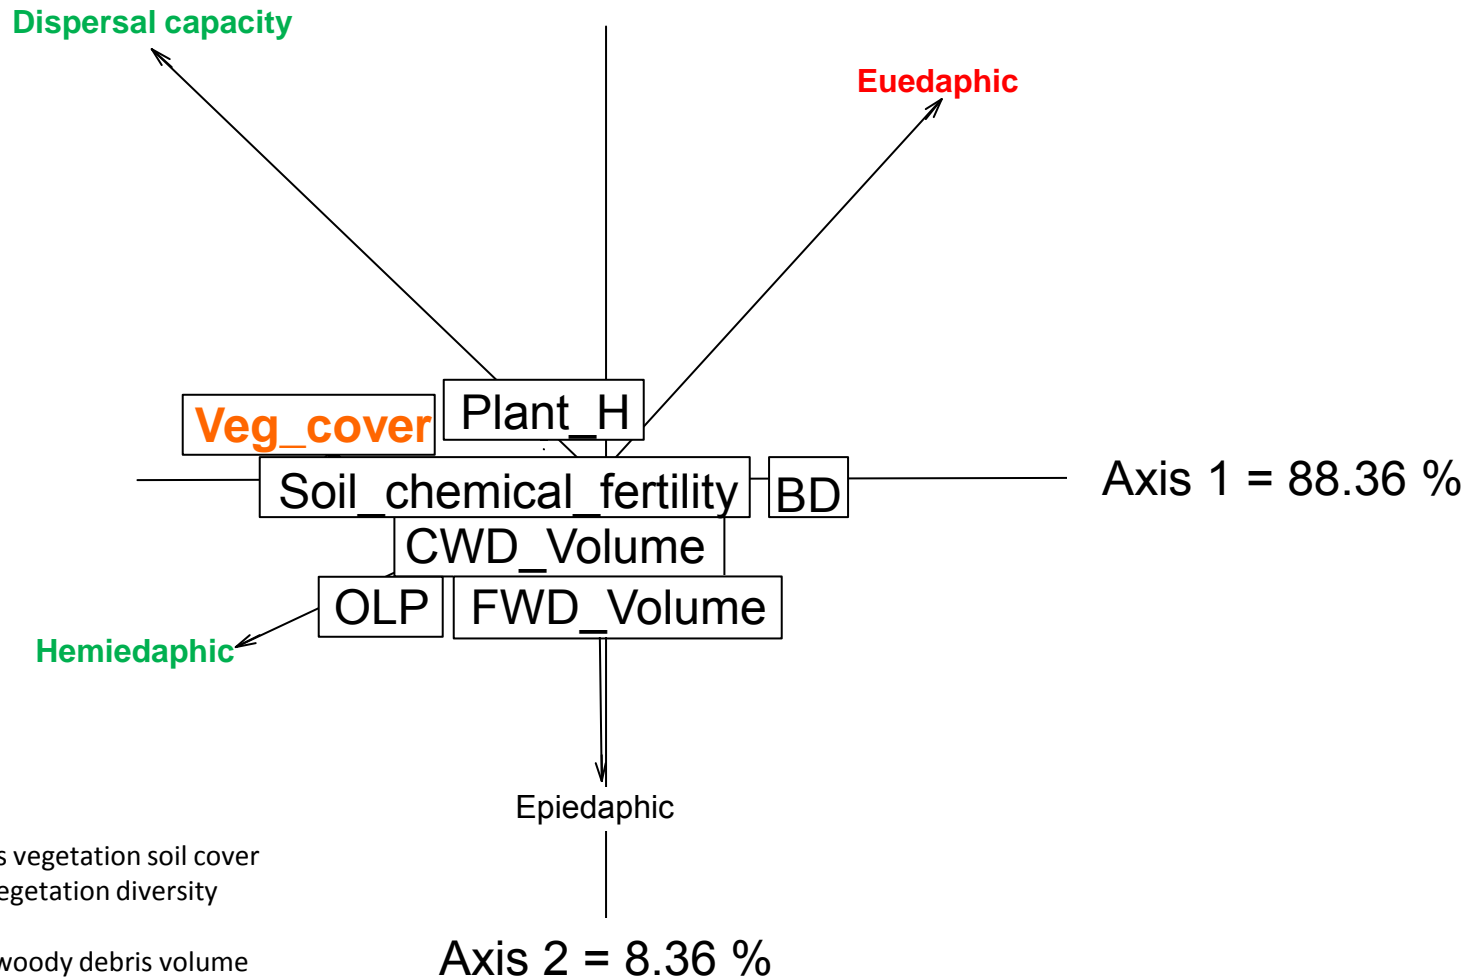 Dispersal capacity
Euedaphic
Plant_H
Veg_cover
Soil_chemical_fertility
BD
Axis 1 = 88.36 %
CWD_Volume
OLP
FWD_Volume
Hemiedaphic
Epiedaphic
s vegetation soil cover
egetation diversity
woody debris volume
Axis 2 = 8.36 %